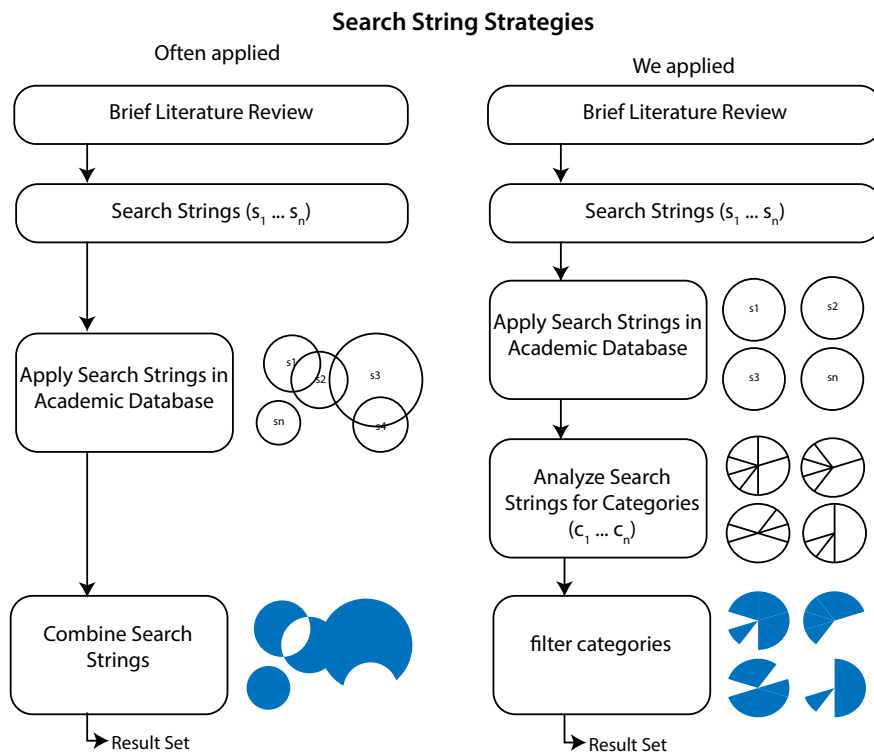 Search String Strategies
Often applied
Brief Literature Review
Search Strings (s1 ... sn)
Apply Search Strings in
Academic Database
s1
s2
s3
sn
s4
Combine Search
Strings
Result Set
We applied
Brief Literature Review
Search Strings (s1 ... sn)
Apply Search Strings in
Academic Database
s1
s2
s3
sn
Analyze Search
Strings for Categories
(c1 ... cn)
filter categories
Result Set